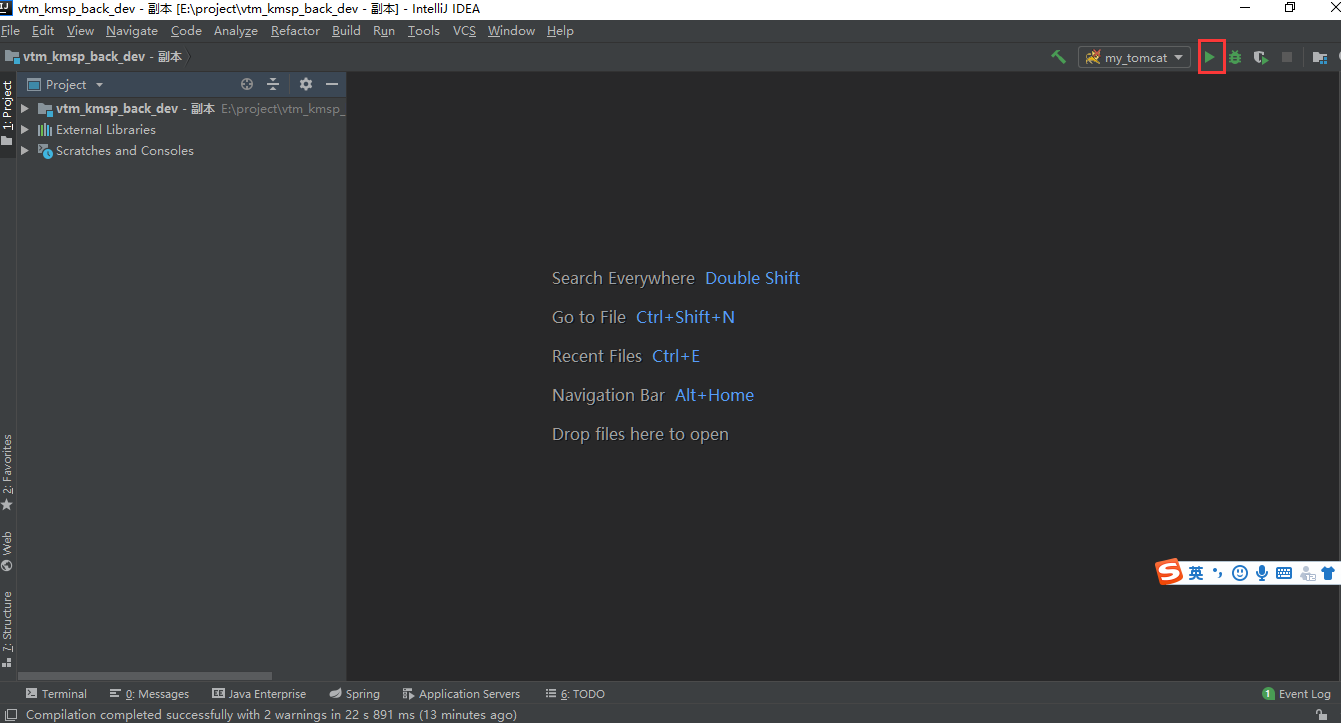 vtm_kmsp_back_dev - 副本 [E:\project\vtm_kmsp_back_dev - 副本] - IntelliJ IDEA
File Edit View Navigate Code Analyze Refactor Build Run Tools VCS Window Help
vtm_kmsp_back_dev - 副本
my_tomcat
1: Project
Project
vtm_kmsp_back_dev - 副本 E:\project\vtm_kmsp_
External Libraries
Scratches and Consoles
Search Everywhere Double Shift
Go to File Ctrl+Shift+N
Recent Files Ctrl+E
Navigation Bar Alt+Home
Drop files here to open
2: Favorites
Web
7: Structure
S 英
12
Terminal 0: Messages Java Enterprise Spring Application Servers 6: TODO
1 Event Log
Compilation completed successfully with 2 warnings in 22 s 891 ms (13 minutes ago)